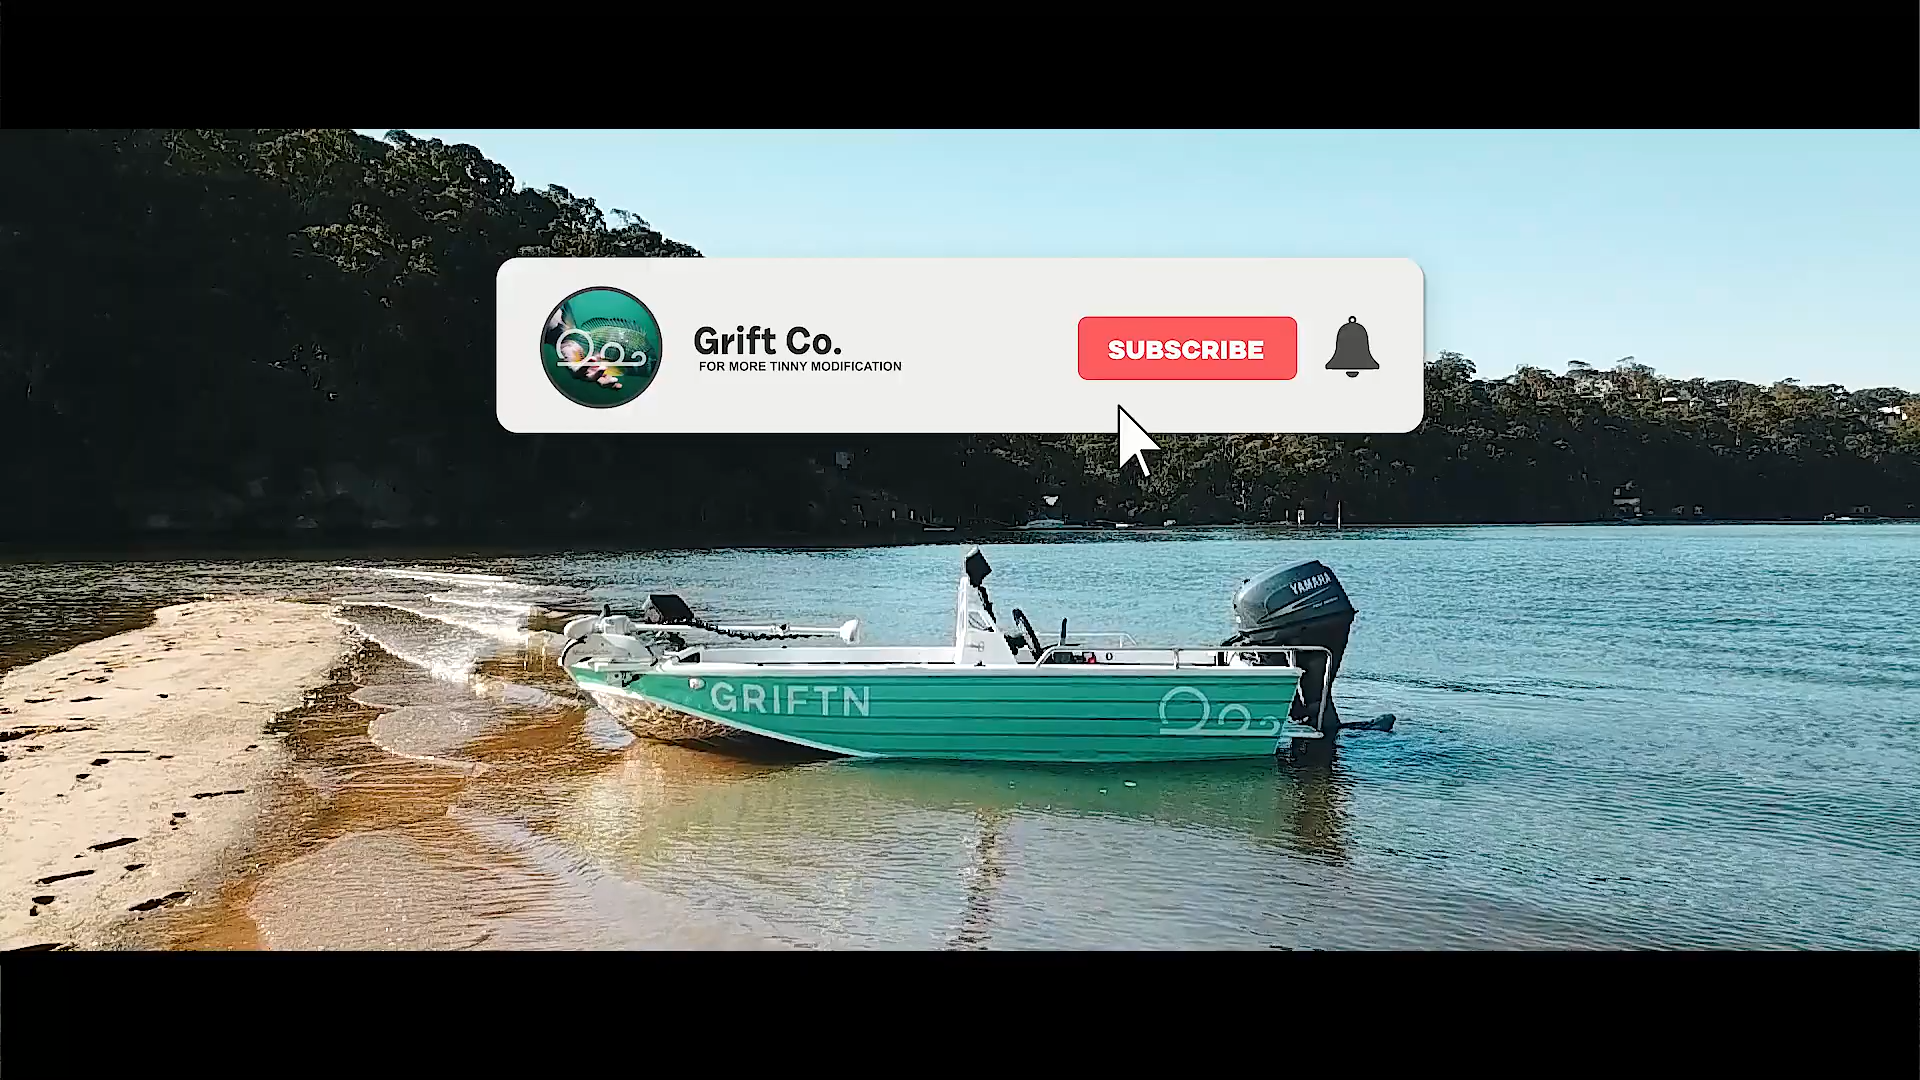 Grift Co.
FOR MORE TINNY MODIFICATION
SUBSCRIBE
YAMAHA
GRIFTN